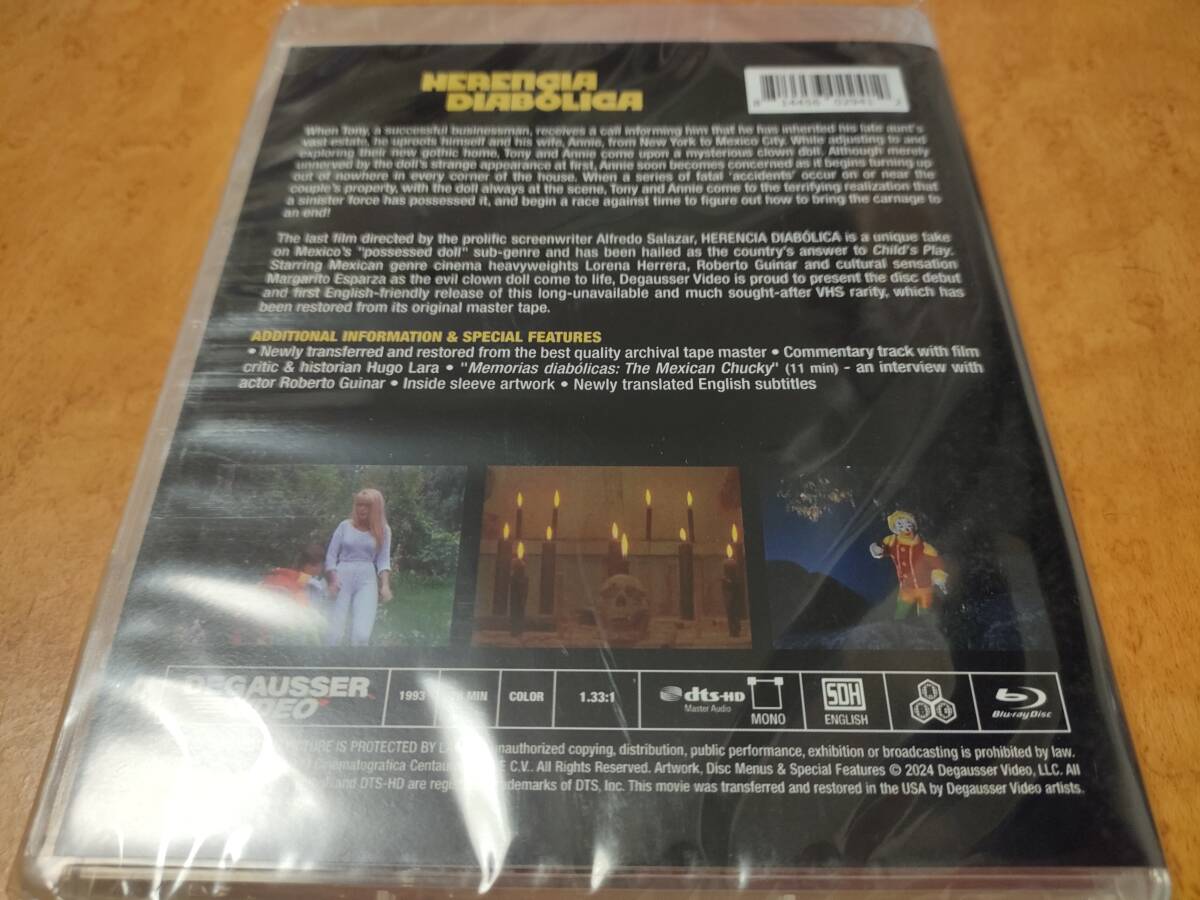 HERENCIA
DIABÓLICA
8 14456 02941 2
When Tony, a successful businessman, receives a call informing him that he has inherited his late aunt's
vast estate, he uproots himself and his wife, Annie, from New York to Mexico City. While adjusting to and
exploring their new gothic home, Tony and Annie come upon a mysterious clown doll. Although merely
amused by the doll's strange appearance at first, Annie soon becomes concerned as it begins turning up
out of nowhere in every corner of the house. When a series of fatal 'accidents' occur on or near the
couple's property, with the doll always at the scene, Tony and Annie come to the terrifying realization that
a sinister force has possessed it, and begin a race against time to figure out how to bring the carnage to
an end!
The last film directed by the prolific screenwriter Alfredo Salazar, HERENCIA DIABÓLICA is a unique take
on Mexico's "possessed doll" sub-genre and has been hailed as the country's answer to Child's Play.
Starring Mexican genre cinema heavyweights Lorena Herrera, Roberto Guinar and cultural sensation
Margarito Esparza as the evil clown doll come to life, Degausser Video is proud to present the disc debut
and first English-friendly release of this long-unavailable and much sought-after VHS rarity, which has
been restored from its original master tape.
ADDITIONAL INFORMATION & SPECIAL FEATURES
• Newly transferred and restored from the best quality archival tape master • Commentary track with film
critic & historian Hugo Lara • "Memorias diabólicas: The Mexican Chucky" (11 min) - an interview with
actor Roberto Guinar • Inside sleeve artwork • Newly translated English subtitles
DEGAUSSER
VIDEO
1993
MIN
COLOR
1.33:1
dts-HD
Master Audio
MONO
SDH
ENGLISH
Blu-ray Disc
PICTURE IS PROTECTED BY unauthorized copying, distribution, public performance, exhibition or broadcasting is prohibited by law.
Cinematografica C.V.. All Rights Reserved. Artwork, Disc Menus & Special Features © 2024 Degausser Video, LLC. All
and DTS-HD are trademarks of DTS, Inc. This movie was transferred and restored in the USA by Degausser Video artists.